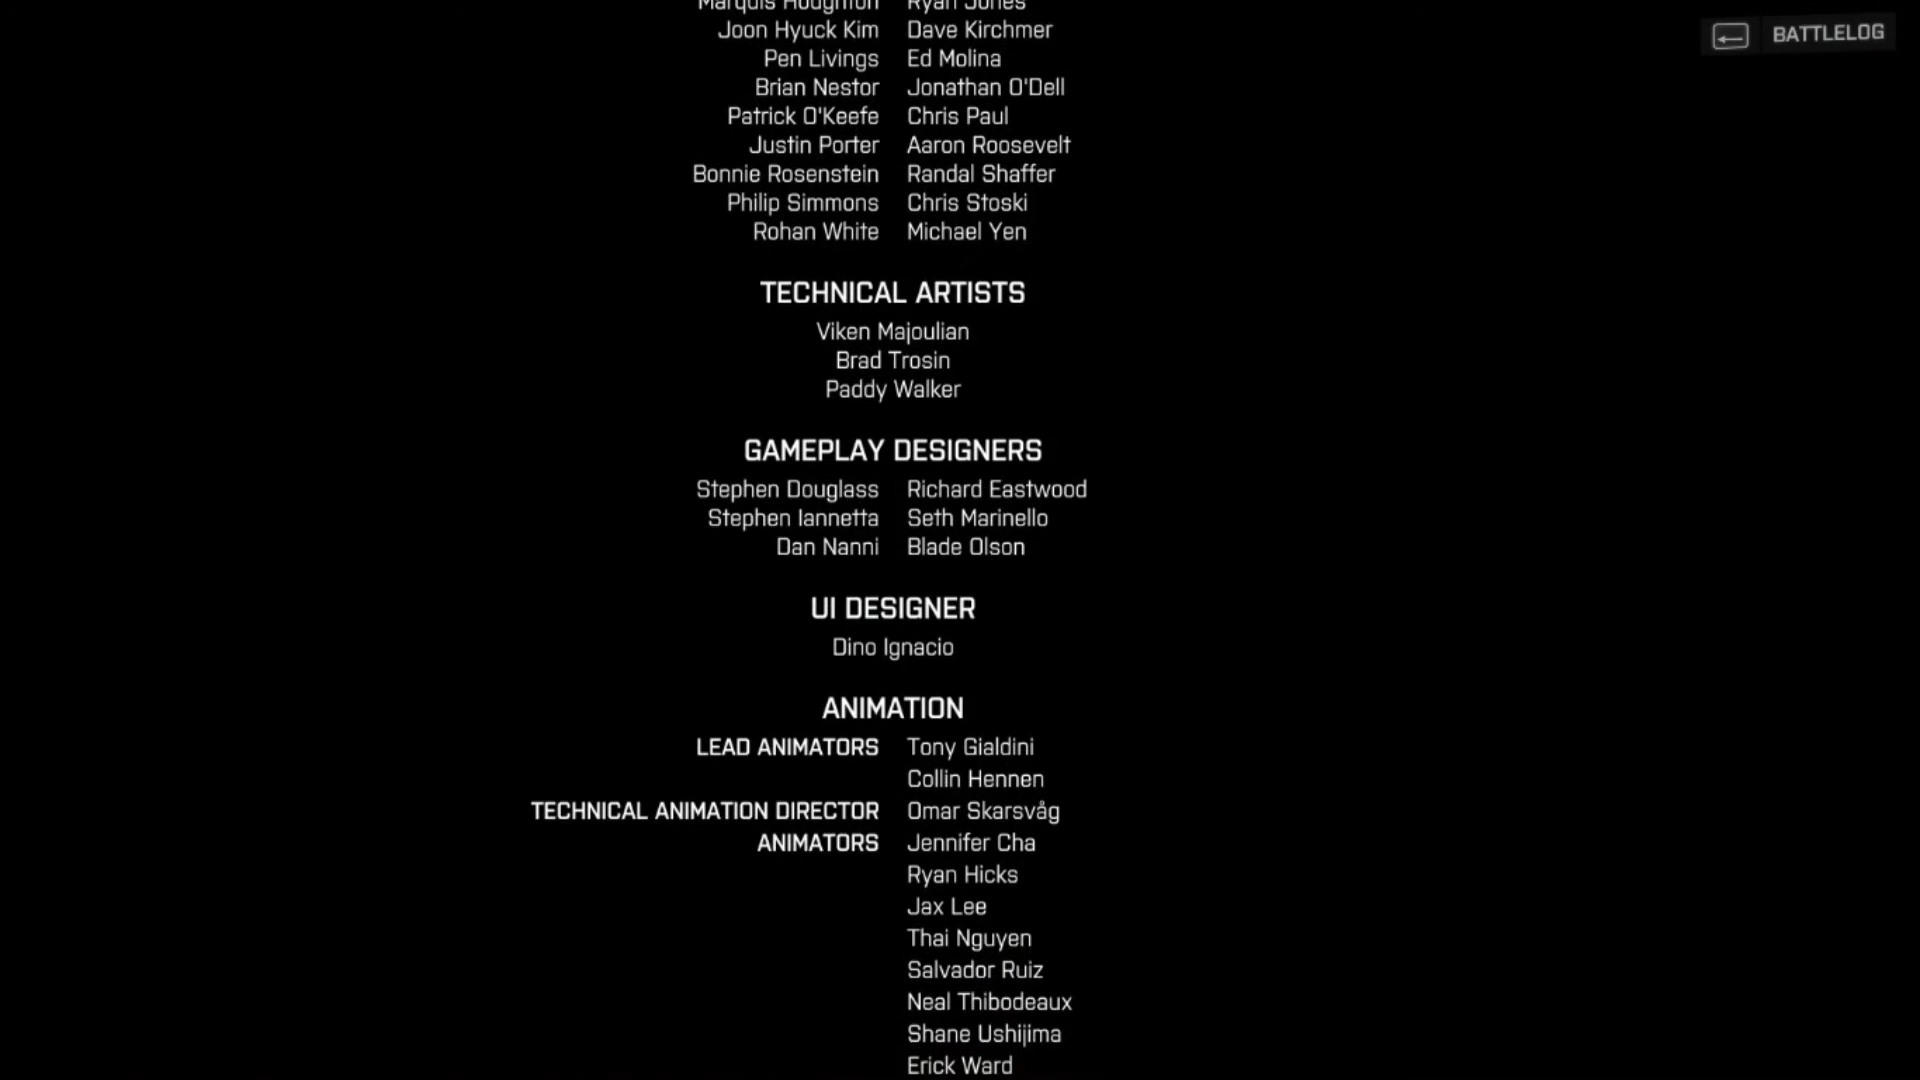 BATTLELOG
Marquis Houghton Ryan Jones
Joon Hyuck Kim Dave Kirchmer
Pen Livings Ed Molina
Brian Nestor Jonathan O'Dell
Patrick O'Keefe Chris Paul
Justin Porter Aaron Roosevelt
Bonnie Rosenstein Randal Shaffer
Philip Simmons Chris Stoski
Rohan White Michael Yen
TECHNICAL ARTISTS
Viken Majoulian
Brad Trosin
Paddy Walker
GAMEPLAY DESIGNERS
Stephen Douglass Richard Eastwood
Stephen Iannetta Seth Marinello
Dan Nanni Blade Olson
UI DESIGNER
Dino Ignacio
ANIMATION
LEAD ANIMATORS Tony Gialdini
Collin Hennen
TECHNICAL ANIMATION DIRECTOR Omar Skarsvåg
ANIMATORS Jennifer Cha
Ryan Hicks
Jax Lee
Thai Nguyen
Salvador Ruiz
Neal Thibodeaux
Shane Ushijima
Erick Ward